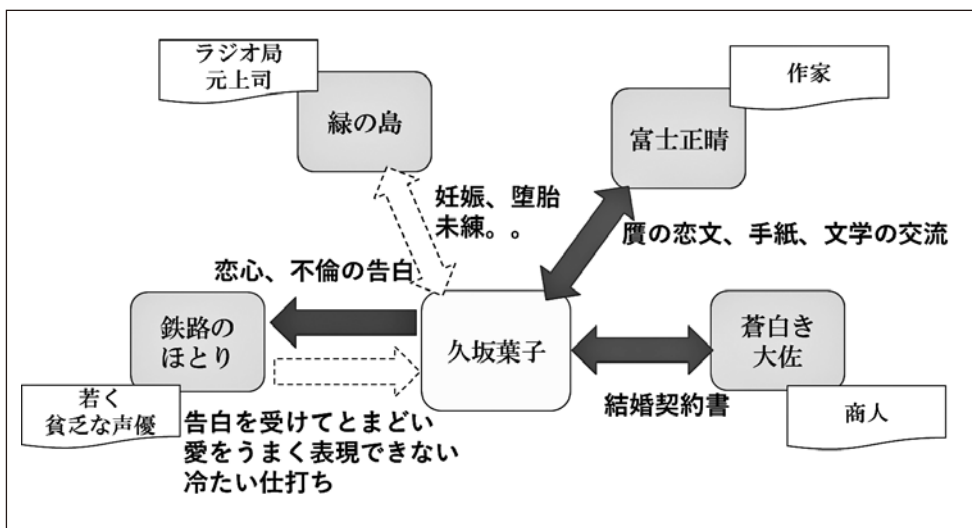 ラジオ局
元上司
緑の島
作家
富士正晴
妊娠、堕胎
未練。。
贋の恋文、手紙、文学の交流
恋心、不倫の告白
鉄路の
ほとり
久坂葉子
蒼白き
大佐
若く
貧乏な声優
結婚契約書
商人
告白を受けてとまどい
愛をうまく表現できない
冷たい仕打ち